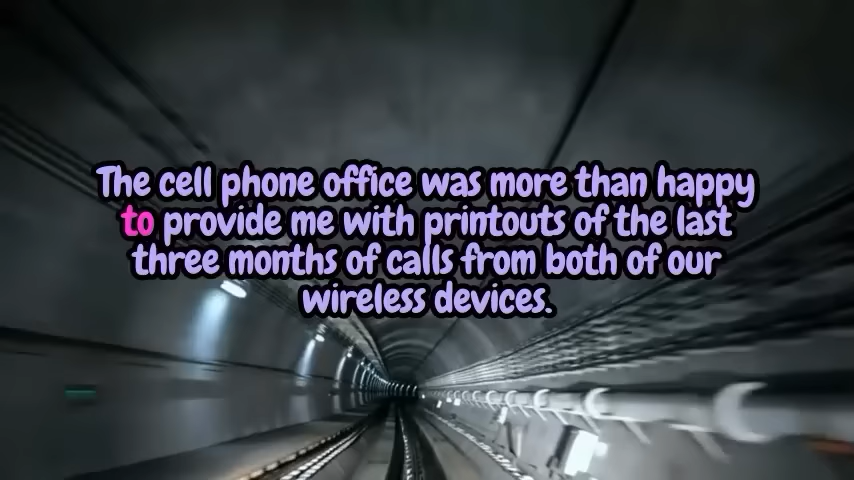 The cell phone office was more than happy
to provide me with printouts of the last
three months of calls from both of our
wireless devices.